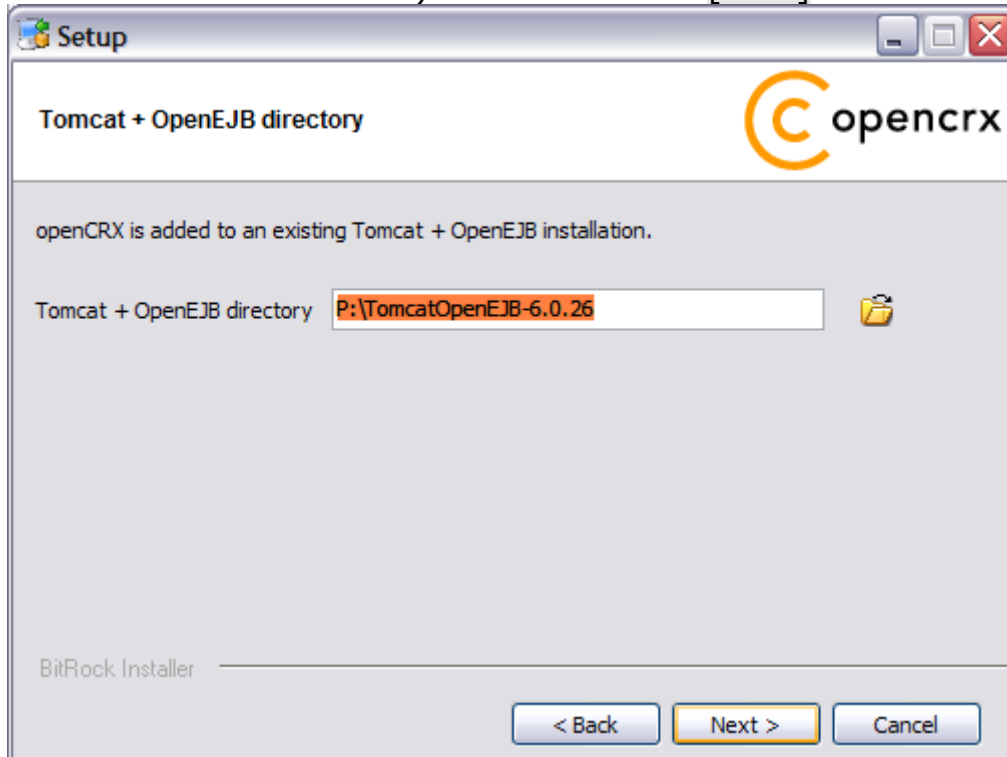 Setup
Tomcat + OpenEJB directory
opencrx
openCRX is added to an existing Tomcat + OpenEJB installation.
Tomcat + OpenEJB directory P:\TomcatOpenEJB-6.0.26
BitRock Installer
< Back Next > Cancel